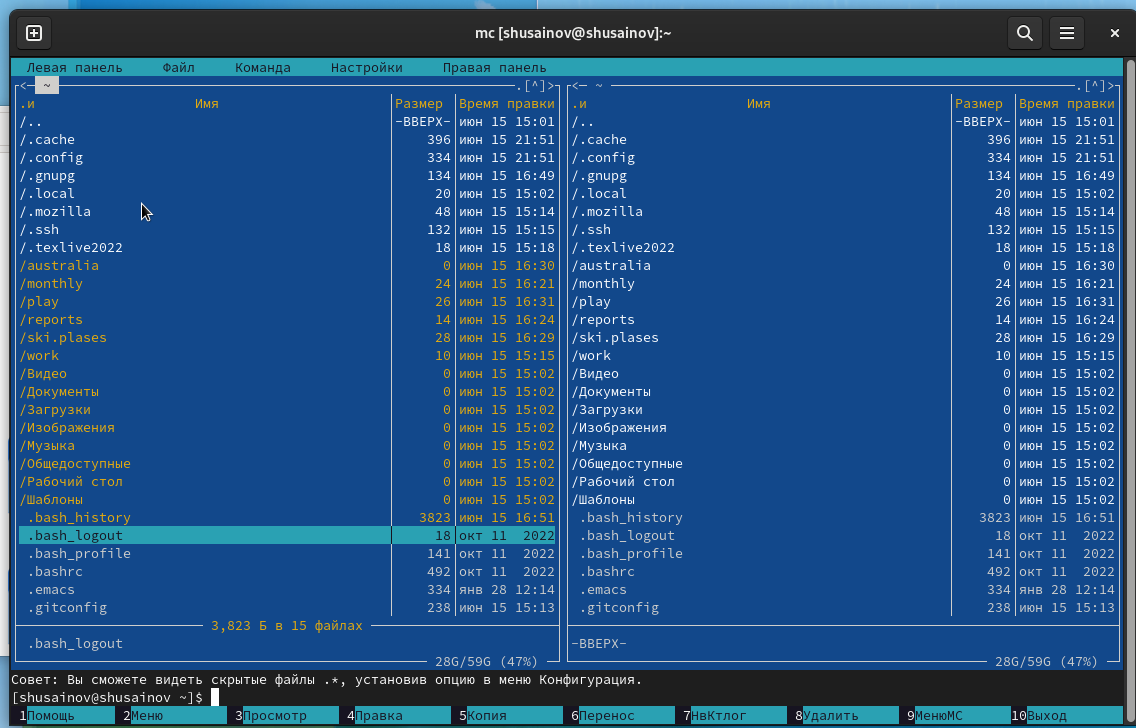 mc [shusainov@shusainov]:~
Левая панель Файл Команда Настройки Правая панель
<─ ~ ─.[^]> <─ ~ ─.[^]>
.и Имя Размер Время правки .и Имя Размер Время правки
/.. –ВВЕРХ– июн 15 15:01 /.. –ВВЕРХ– июн 15 15:01
/.cache 396 июн 15 21:51 /.cache 396 июн 15 21:51
/.config 334 июн 15 21:51 /.config 334 июн 15 21:51
/.gnupg 134 июн 15 16:49 /.gnupg 134 июн 15 16:49
/.local 20 июн 15 15:02 /.local 20 июн 15 15:02
/.mozilla 48 июн 15 15:14 /.mozilla 48 июн 15 15:14
/.ssh 132 июн 15 15:15 /.ssh 132 июн 15 15:15
/.texlive2022 18 июн 15 15:18 /.texlive2022 18 июн 15 15:18
/australia 0 июн 15 16:30 /australia 0 июн 15 16:30
/monthly 24 июн 15 16:21 /monthly 24 июн 15 16:21
/play 26 июн 15 16:31 /play 26 июн 15 16:31
/reports 14 июн 15 16:24 /reports 14 июн 15 16:24
/ski.plases 28 июн 15 16:29 /ski.plases 28 июн 15 16:29
/work 10 июн 15 15:15 /work 10 июн 15 15:15
/Видео 0 июн 15 15:02 /Видео 0 июн 15 15:02
/Документы 0 июн 15 15:02 /Документы 0 июн 15 15:02
/Загрузки 0 июн 15 15:02 /Загрузки 0 июн 15 15:02
/Изображения 0 июн 15 15:02 /Изображения 0 июн 15 15:02
/Музыка 0 июн 15 15:02 /Музыка 0 июн 15 15:02
/Общедоступные 0 июн 15 15:02 /Общедоступные 0 июн 15 15:02
/Рабочий стол 0 июн 15 15:02 /Рабочий стол 0 июн 15 15:02
/Шаблоны 0 июн 15 15:02 /Шаблоны 0 июн 15 15:02
.bash_history 3823 июн 15 16:51 .bash_history 3823 июн 15 16:51
.bash_logout 18 окт 11 2022 .bash_logout 18 окт 11 2022
.bash_profile 141 окт 11 2022 .bash_profile 141 окт 11 2022
.bashrc 492 окт 11 2022 .bashrc 492 окт 11 2022
.emacs 334 янв 28 12:14 .emacs 334 янв 28 12:14
.gitconfig 238 июн 15 15:13 .gitconfig 238 июн 15 15:13
3,823 Б в 15 файлах
.bash_logout –ВВЕРХ–
28G/59G (47%) 28G/59G (47%)
Совет: Вы сможете видеть скрытые файлы .*, установив опцию в меню Конфигурация.
[shusainov@shusainov ~]$
1Помощь 2Меню 3Просмотр 4Правка 5Копия 6Перенос 7НвКтлог 8Удалить 9МенюMC 10Выход